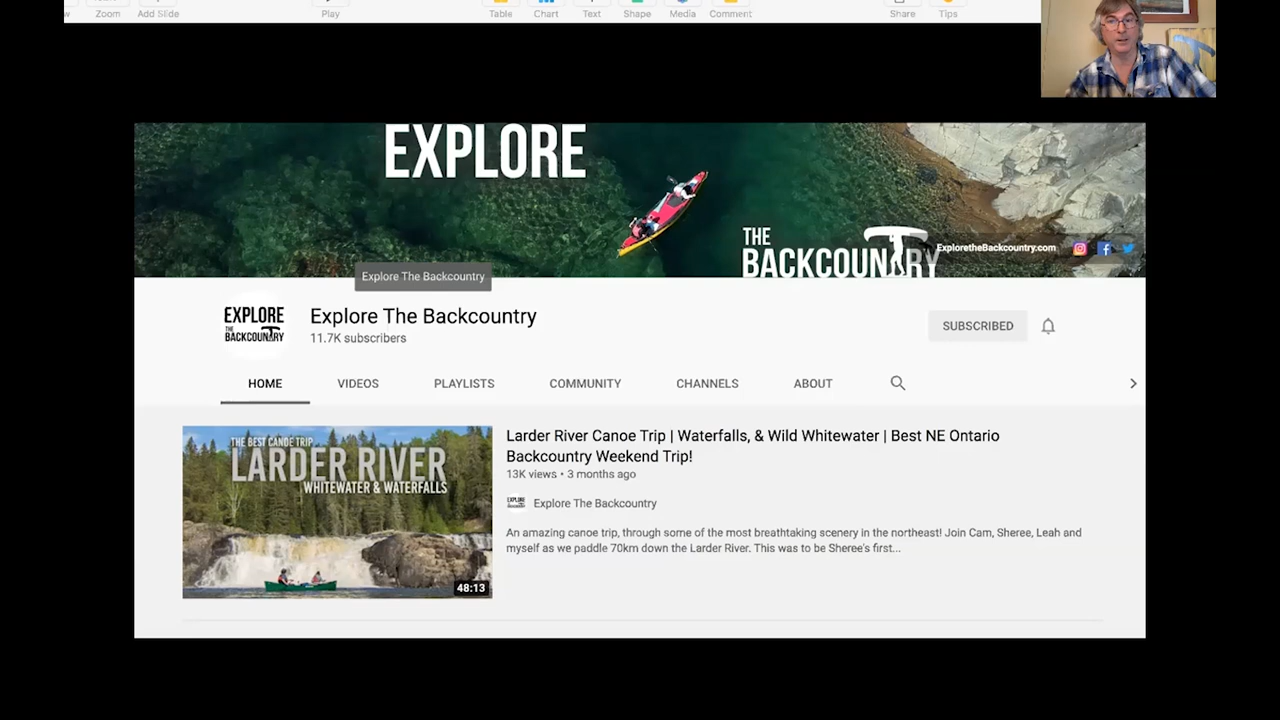 Zoom Add Slide Play Table Chart Text Shape Media Comment Share Tips
EXPLORE
THE
BACKCOUNTRY
ExploretheBackcountry.com
Explore The Backcountry
EXPLORE
THE
BACKCOUNTRY
Explore The Backcountry
11.7K subscribers
SUBSCRIBED
HOME VIDEOS PLAYLISTS COMMUNITY CHANNELS ABOUT
THE BEST CANOE TRIP
LARDER RIVER
WHITEWATER & WATERFALLS
48:13
Larder River Canoe Trip | Waterfalls, & Wild Whitewater | Best NE Ontario
Backcountry Weekend Trip!
13K views • 3 months ago
EXPLORE
Explore The Backcountry
An amazing canoe trip, through some of the most breathtaking scenery in the northeast! Join Cam, Sheree, Leah and
myself as we paddle 70km down the Larder River. This was to be Sheree's first...